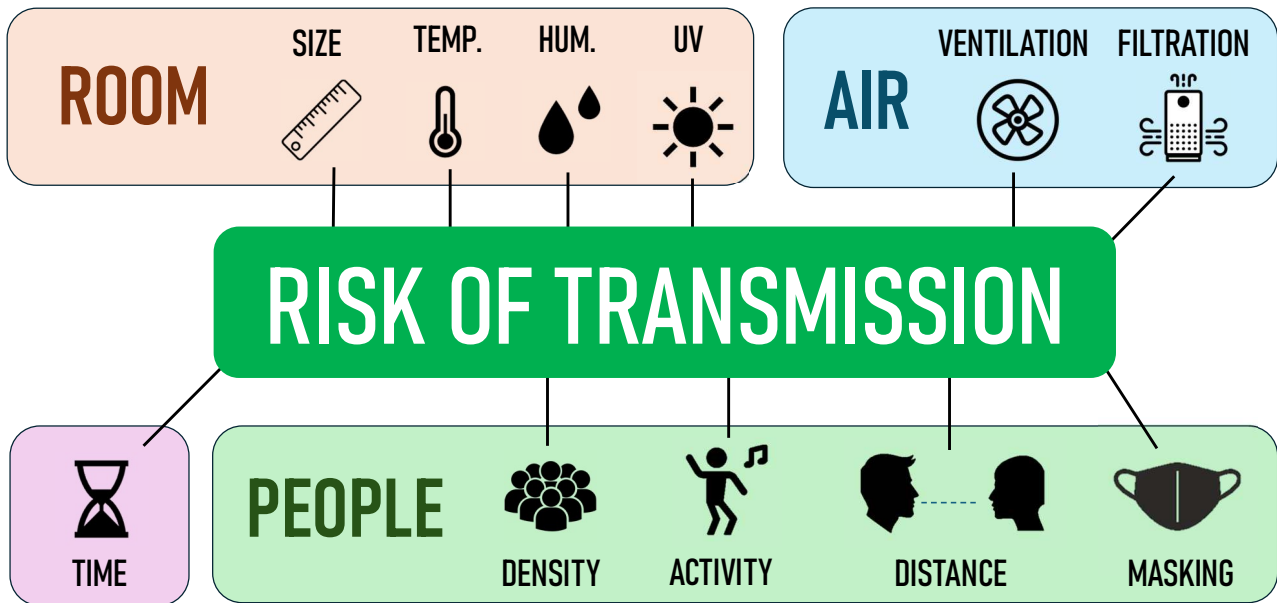 ROOM
SIZE
TEMP.
HUM.
UV
AIR
VENTILATION
FILTRATION
RISK OF TRANSMISSION
TIME
PEOPLE
DENSITY
ACTIVITY
DISTANCE
MASKING